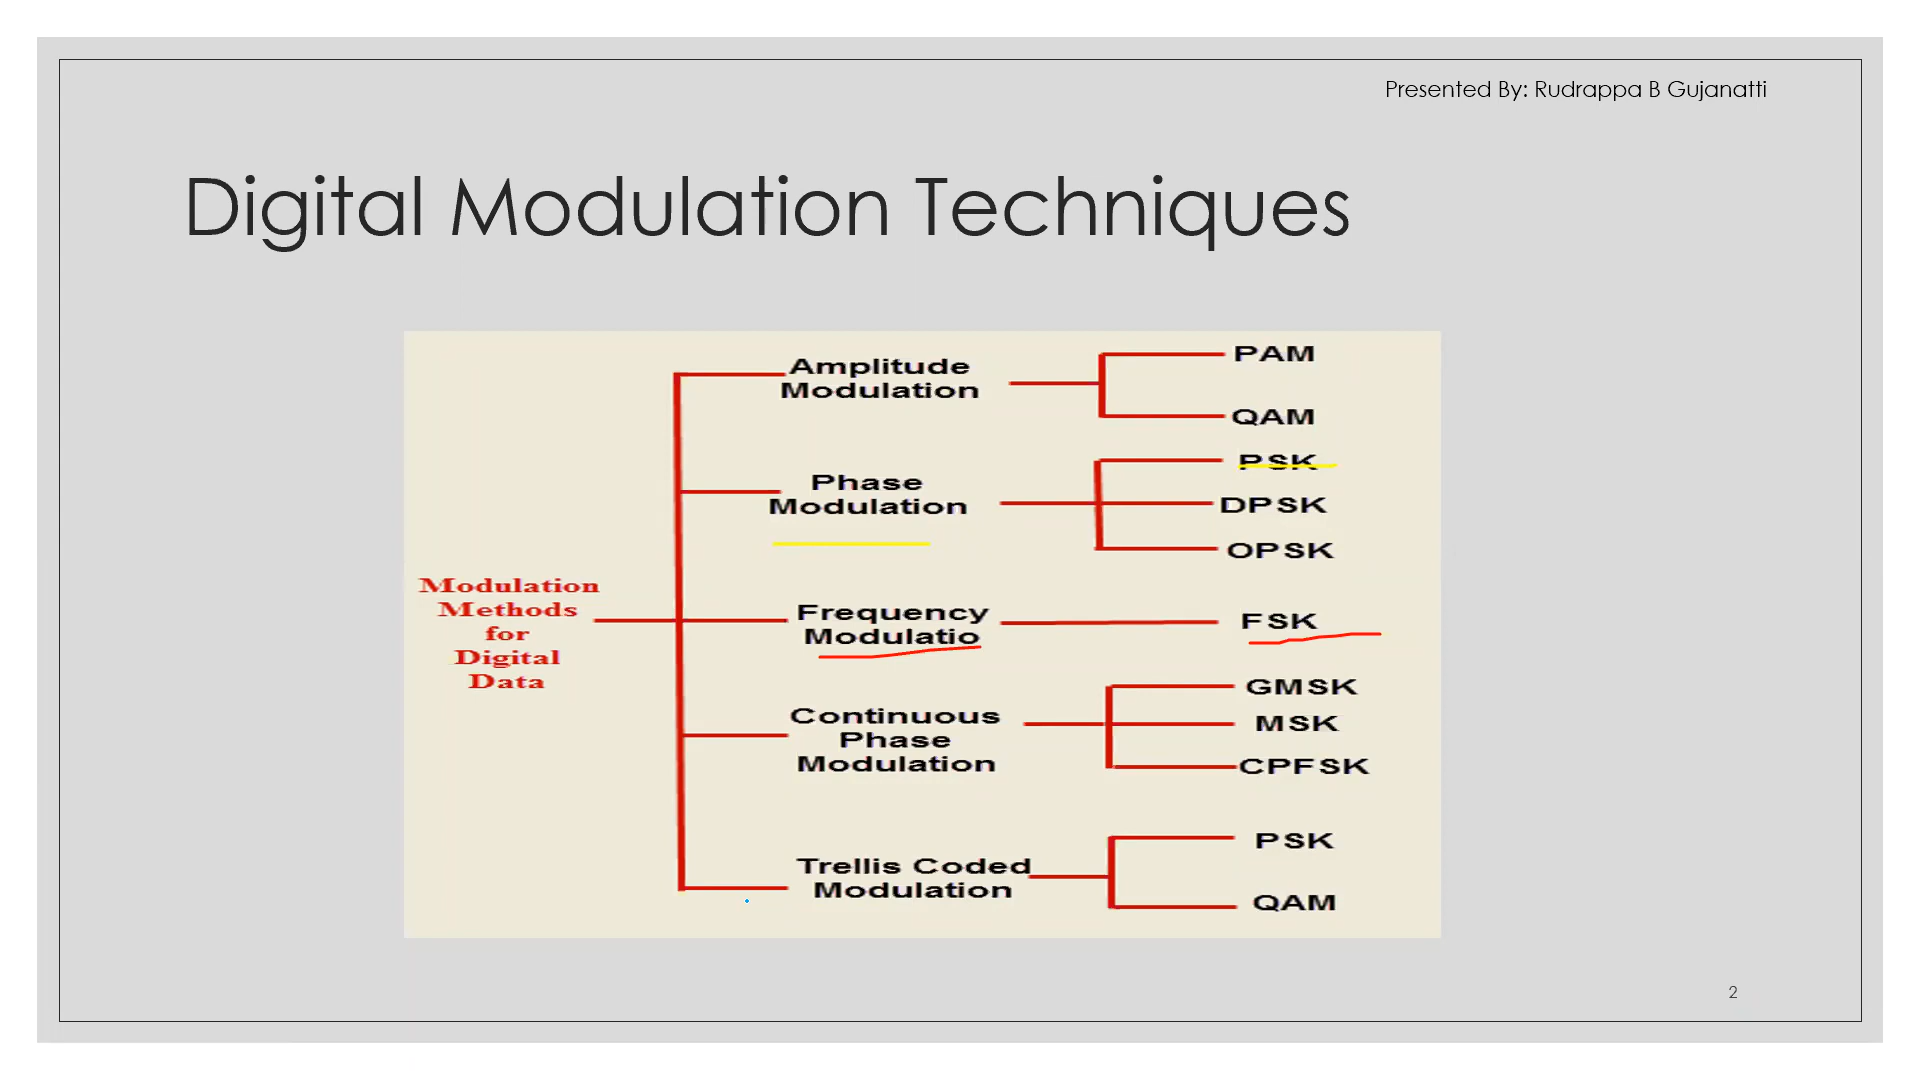 Presented By: Rudrappa B Gujanatti
Digital Modulation Techniques
Modulation
Methods
for
Digital
Data
Amplitude
Modulation
PAM
QAM
Phase
Modulation
PSK
DPSK
OPSK
Frequency
Modulatio
FSK
Continuous
Phase
Modulation
GMSK
MSK
CPFSK
Trellis Coded
Modulation
PSK
QAM
2